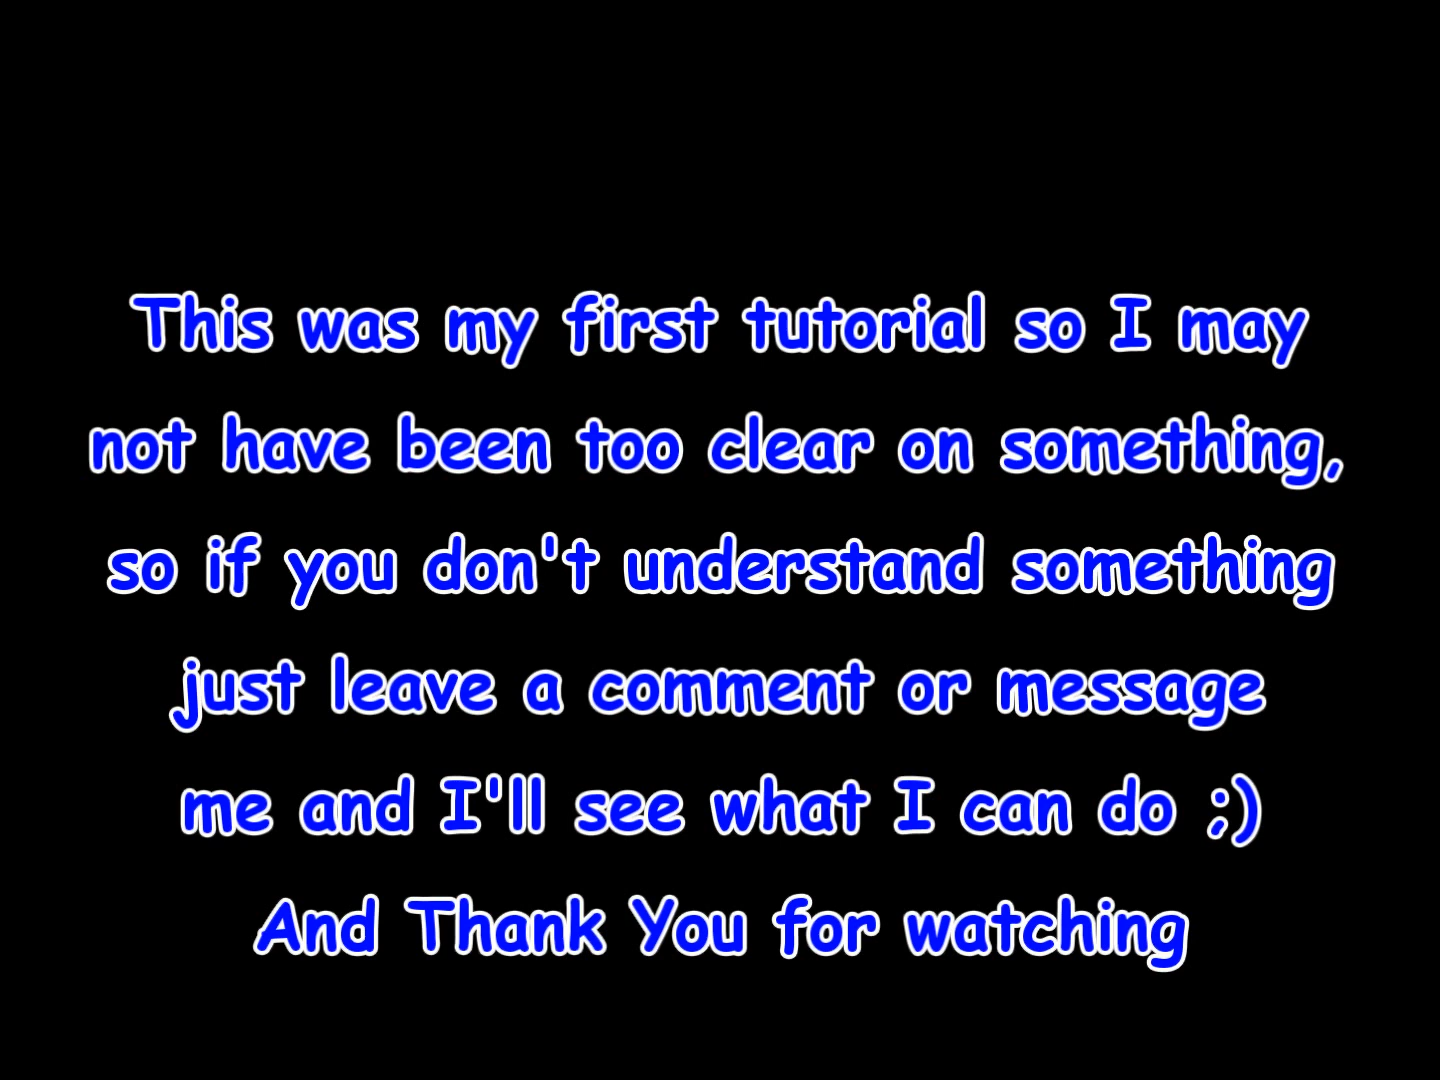 This was my first tutorial so I may
not have been too clear on something,
so if you don't understand something
just leave a comment or message
me and I'll see what I can do ;)
And Thank You for watching